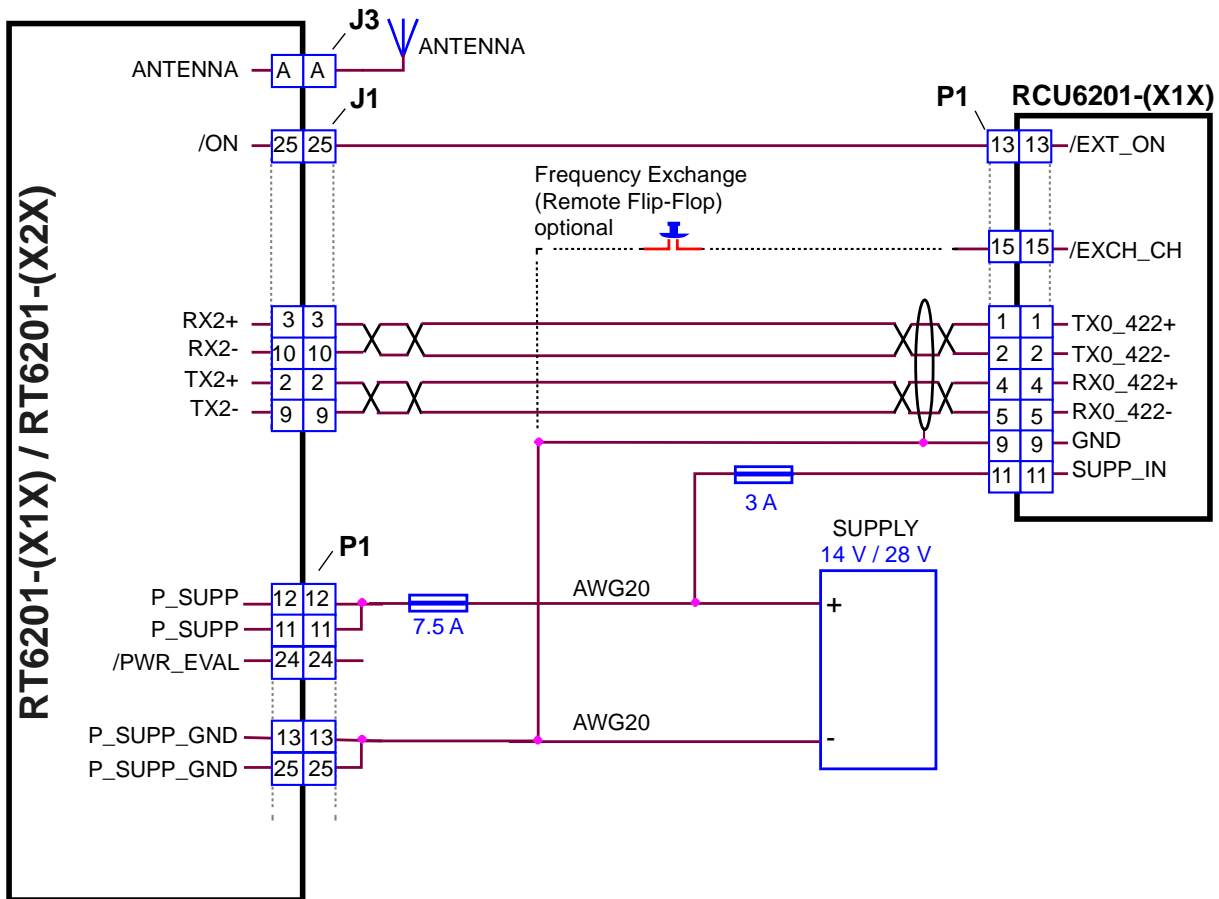 J3
ANTENNA
ANTENNA A A
J1
P1
RCU6201-(X1X)
/ON 25 25
13 13 /EXT_ON
Frequency Exchange
(Remote Flip-Flop)
optional
15 15 /EXCH_CH
RT6201-(X1X) / RT6201-(X2X)
RX2+ 3 3
RX2- 10 10
TX2+ 2 2
TX2- 9 9
1 1 TX0_422+
2 2 TX0_422-
4 4 RX0_422+
5 5 RX0_422-
9 9 GND
11 11 SUPP_IN
3 A
SUPPLY
14 V / 28 V
P1
P_SUPP 12 12
P_SUPP 11 11
/PWR_EVAL 24 24
7.5 A
AWG20
+
P_SUPP_GND 13 13
P_SUPP_GND 25 25
AWG20
-